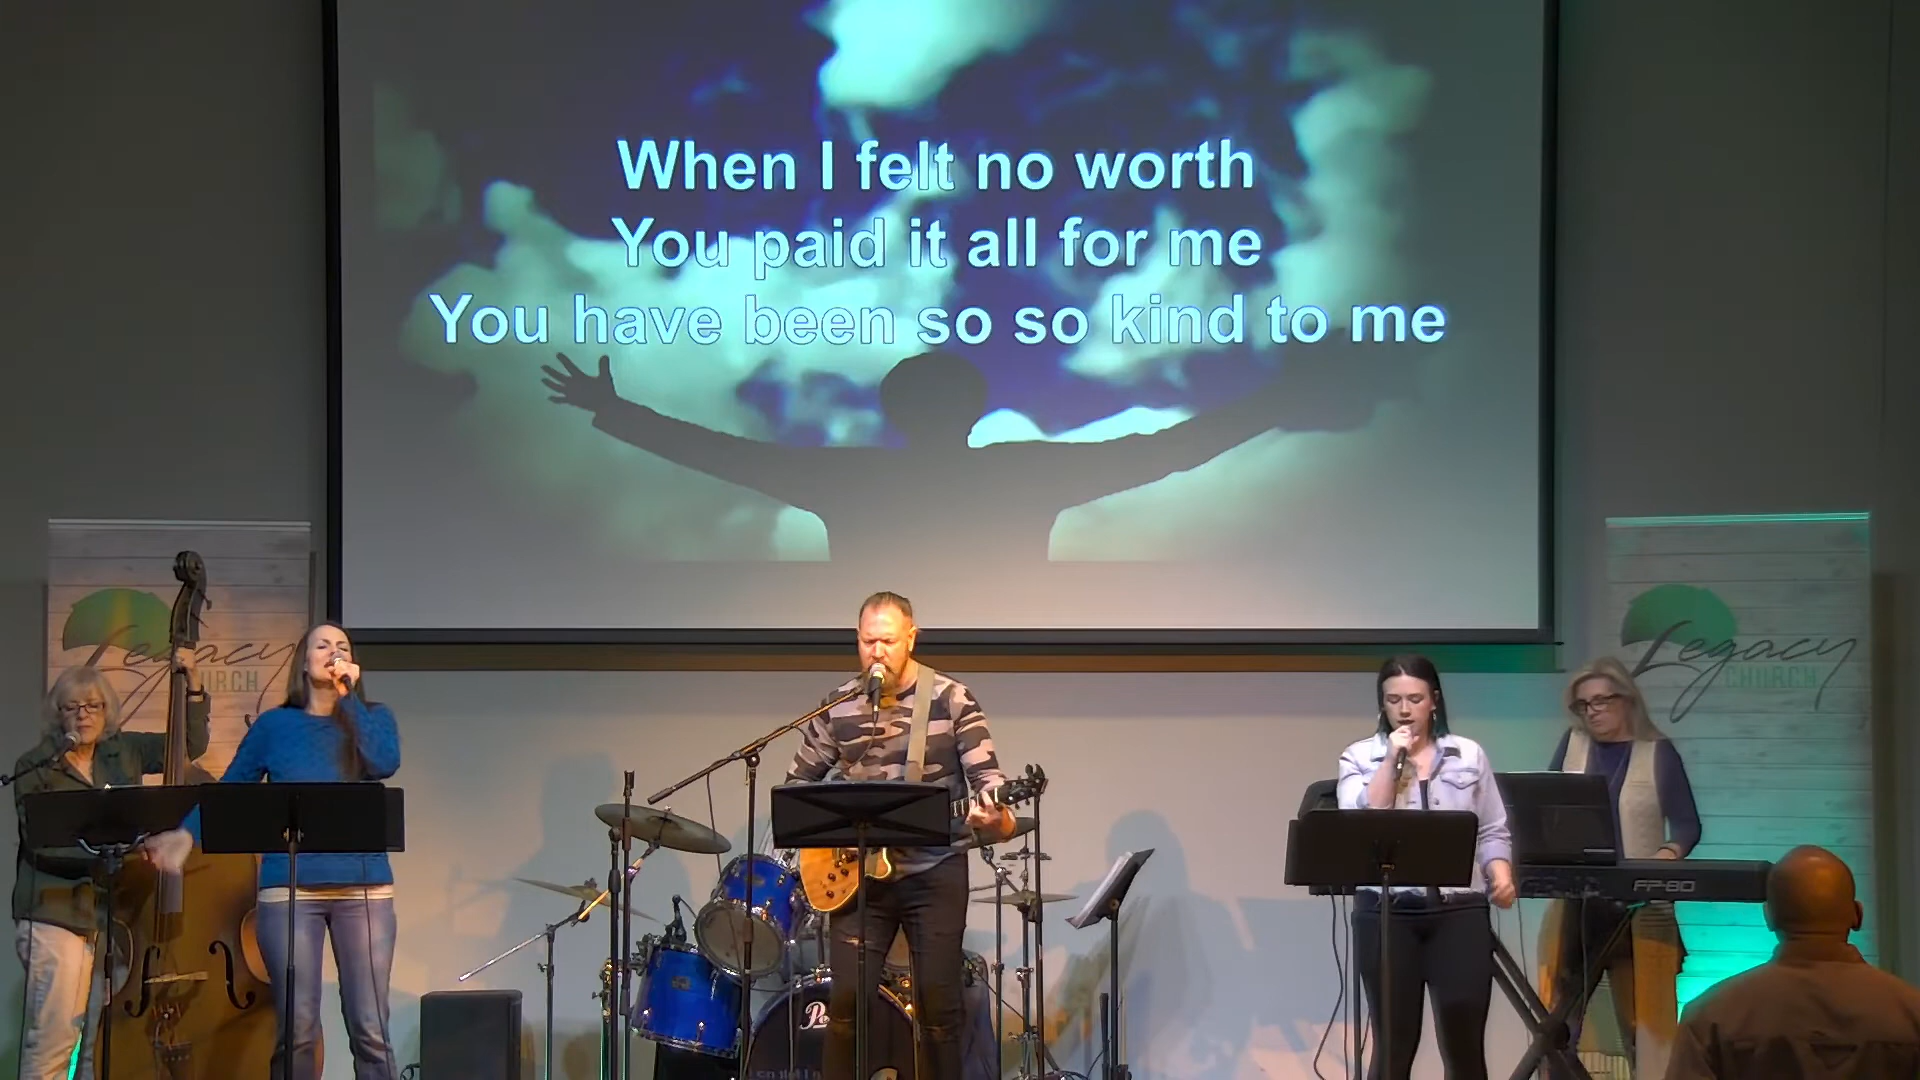 When I felt no worth
You paid it all for me
You have been so so kind to me
Legacy
CHURCH
Legacy
CHURCH
FP-80